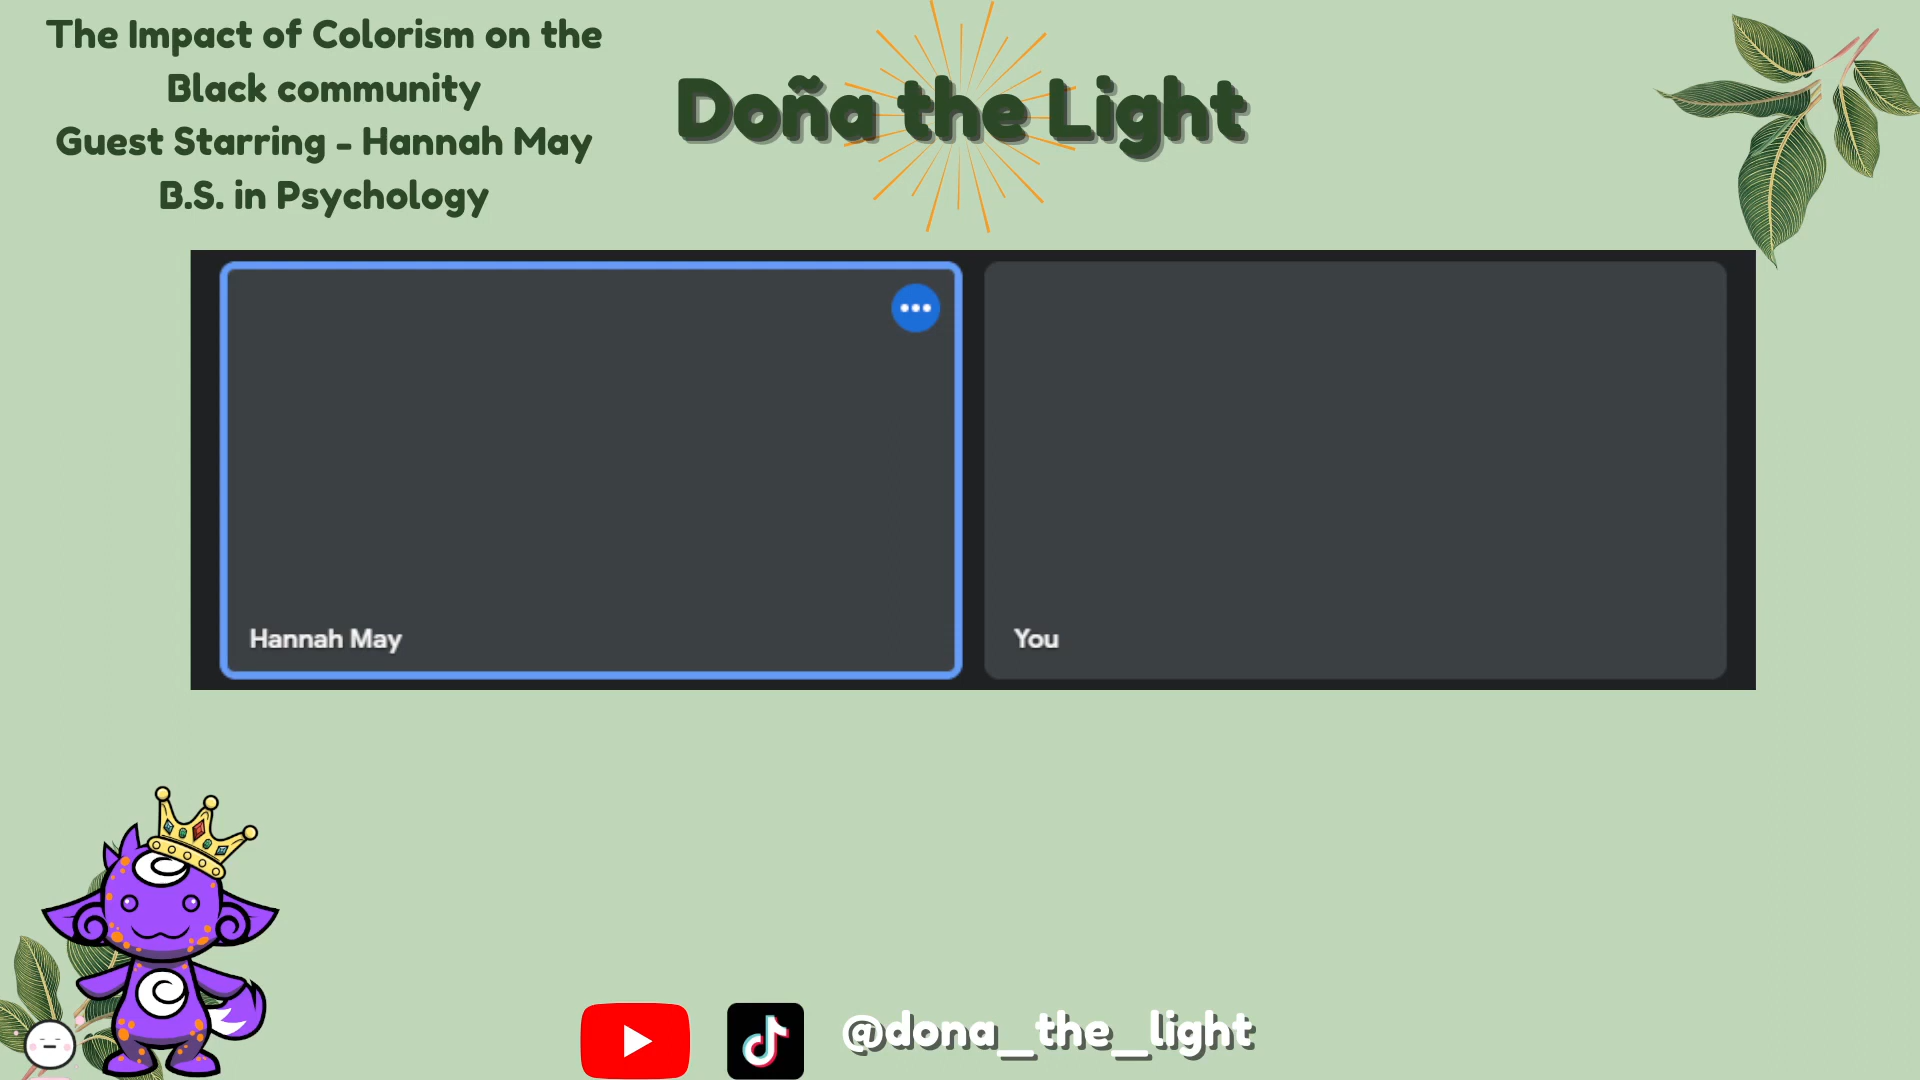 The Impact of Colorism on the
Black community
Guest Starring - Hannah May
B.S. in Psychology
Doña the Light
Hannah May
You
@dona_the_light